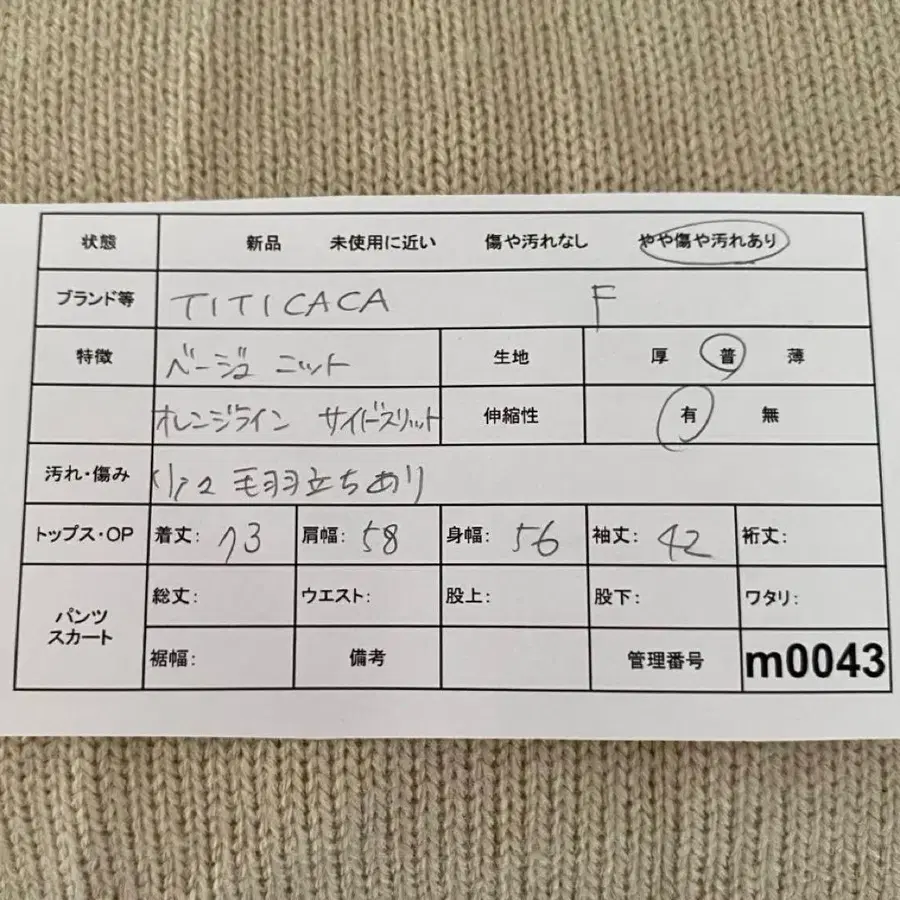 状態 新品 未使用に近い 傷や汚れなし やや傷や汚れあり
ブランド等 TITICACA F
特徴 ベージュ ニット 生地 厚 普 薄
オレンジライン サイドスリット 伸縮性 有 無
汚れ・傷み 毛羽立ちあり
トップス・OP 着丈: 73 肩幅: 58 身幅: 56 袖丈: 42 裄丈:
パンツ スカート 総丈: ウエスト: 股上: 股下: ワタリ:
裾幅: 備考 管理番号 m0043